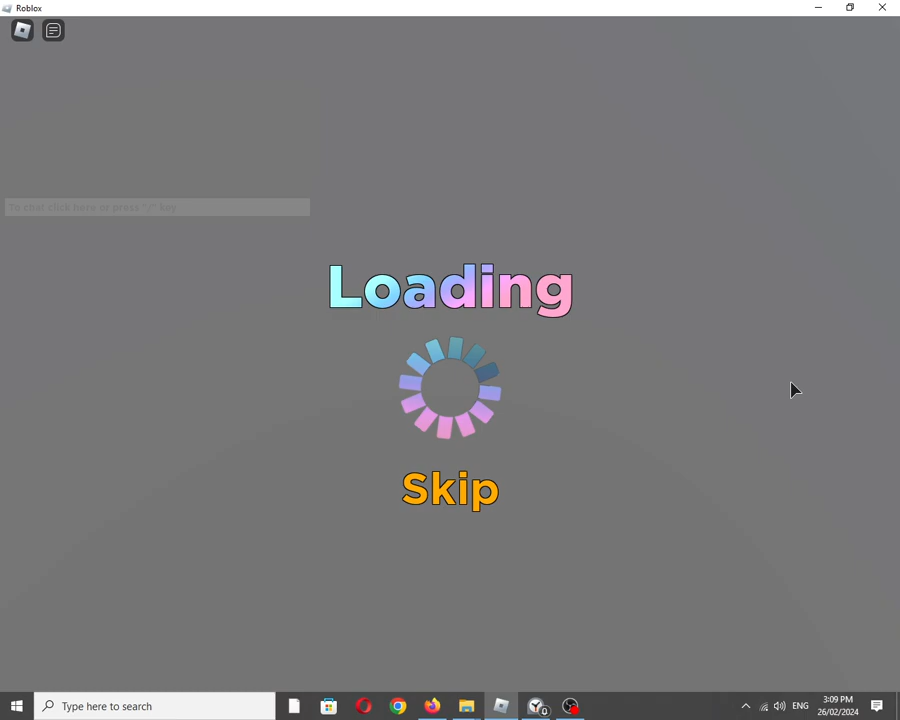 Roblox
To chat click here or press "/" key
Loading
Skip
Type here to search
0
ENG
3:09 PM
26/02/2024